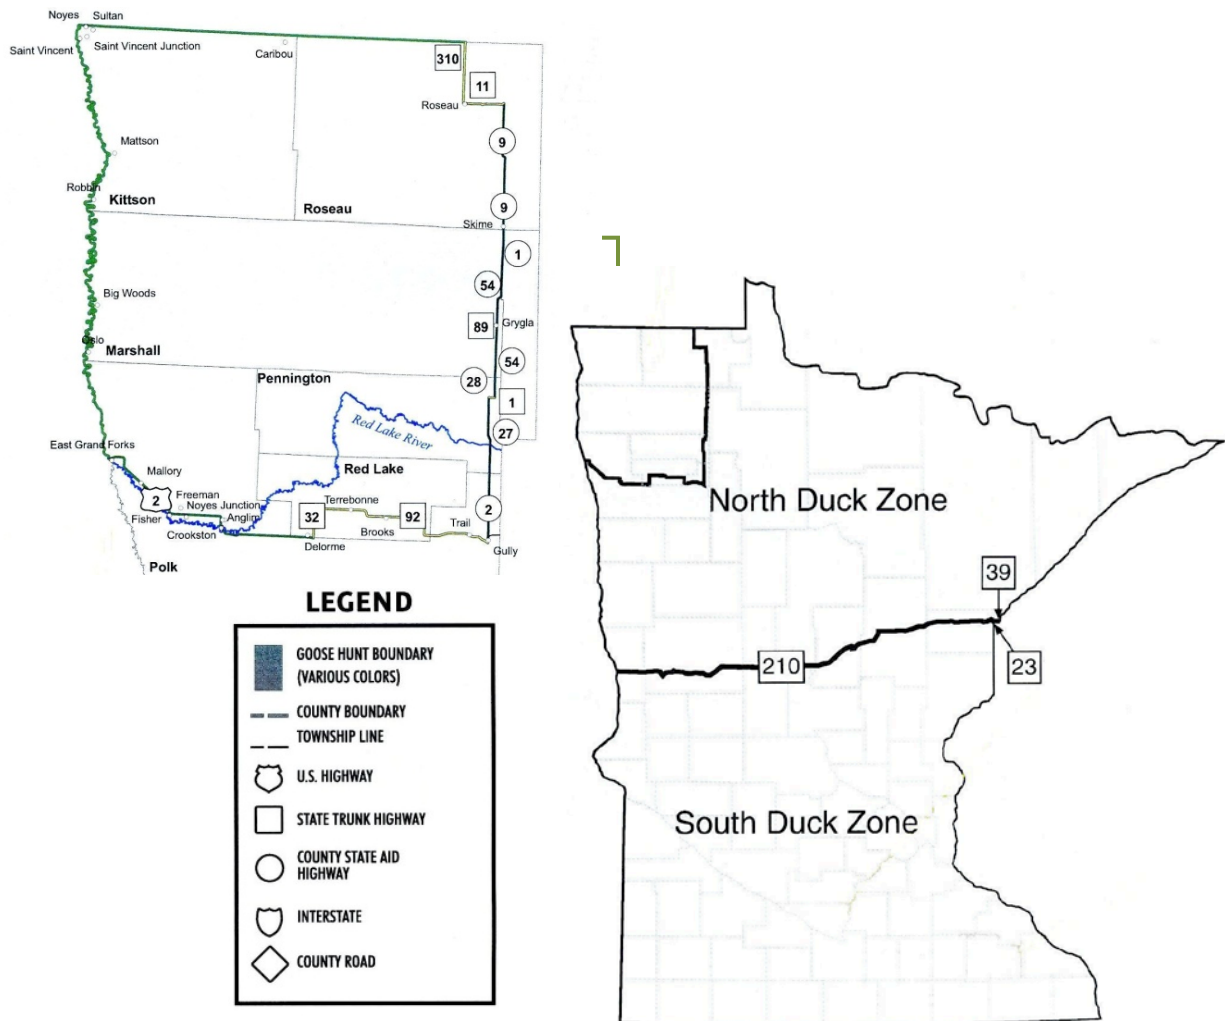 Noyes
Sultan
Saint Vincent
Saint Vincent Junction
Caribou
310
11
Roseau
9
Mattson
9
Robbin
Kittson
Roseau
Skime
1
54
Big Woods
89
Grygla
Oslo
Marshall
54
Pennington
28
1
Red Lake River
27
East Grand Forks
Mallory
Red Lake
2
Freeman
Noyes Junction
Terrebonne
2
Fisher
Anglim
32
92
Trail
Crookston
Brooks
Delorme
Gully
Polk
North Duck Zone
39
210
23
South Duck Zone
LEGEND
GOOSE HUNT BOUNDARY
(VARIOUS COLORS)
COUNTY BOUNDARY
TOWNSHIP LINE
U.S. HIGHWAY
STATE TRUNK HIGHWAY
COUNTY STATE AID
HIGHWAY
INTERSTATE
COUNTY ROAD